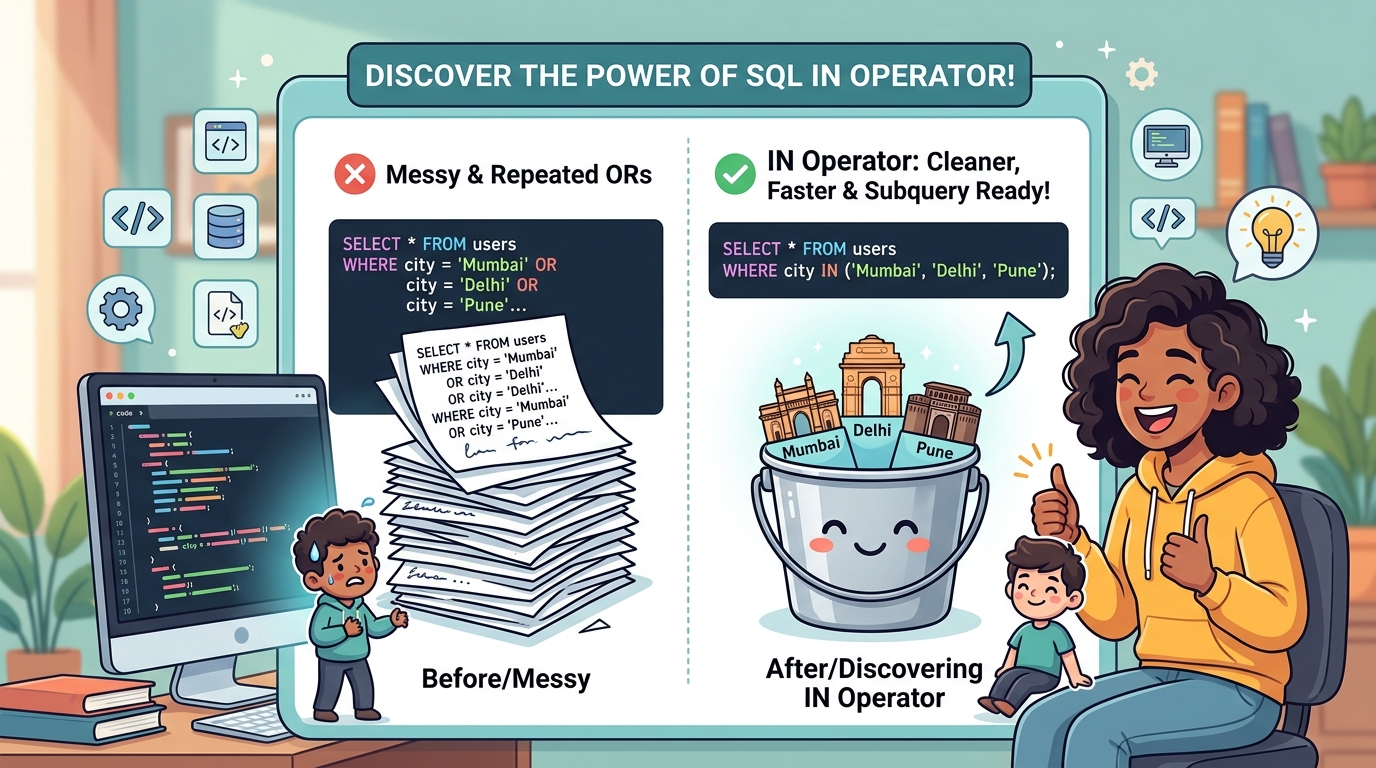 DISCOVER THE POWER OF SQL IN OPERATOR!
Messy & Repeated ORs
SELECT * FROM users
WHERE city = 'Mumbai' OR
city = 'Delhi' OR
city = 'Pune'...
SELECT * FROM users
WHERE city = 'Mumbai'
OR city = 'Delhi'
OR city = 'Delhi'...
WHERE city = 'Mumbai'
OR city = 'Pune'...
Before/Messy
IN Operator: Cleaner,
Faster & Subquery Ready!
SELECT * FROM users
WHERE city IN ('Mumbai', 'Delhi', 'Pune');
Mumbai
Delhi
Pune
After/Discovering
IN Operator
</>
</>
</>
</>
code